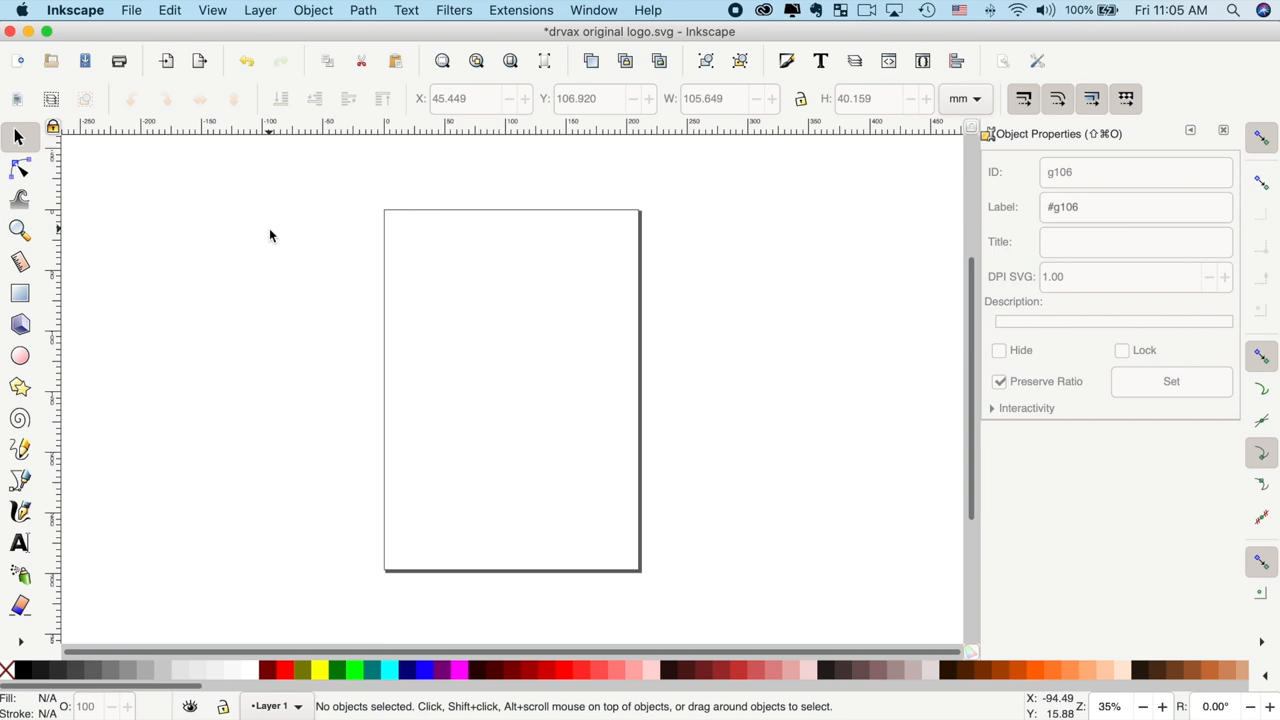 Inkscape File Edit View Layer Object Path Text Filters Extensions Window Help 100% Fri 11:05 AM
*drvax original logo.svg - Inkscape
X: 45.449 Y: 106.920 W: 105.649 H: 40.159 mm
-250 -200 -150 -100 -50 0 50 100 150 200 250 300 350 400 450
Object Properties (⇧⌘O)
ID: g106
Label: #g106
Title:
DPI SVG: 1.00
Description:
Hide Lock
Preserve Ratio Set
Interactivity
Fill: N/A O: 100 Layer 1 No objects selected. Click, Shift+click, Alt+scroll mouse on top of objects, or drag around objects to select. X: -94.49 Z: 35% R: 0.00°
Stroke: N/A Y: 15.88